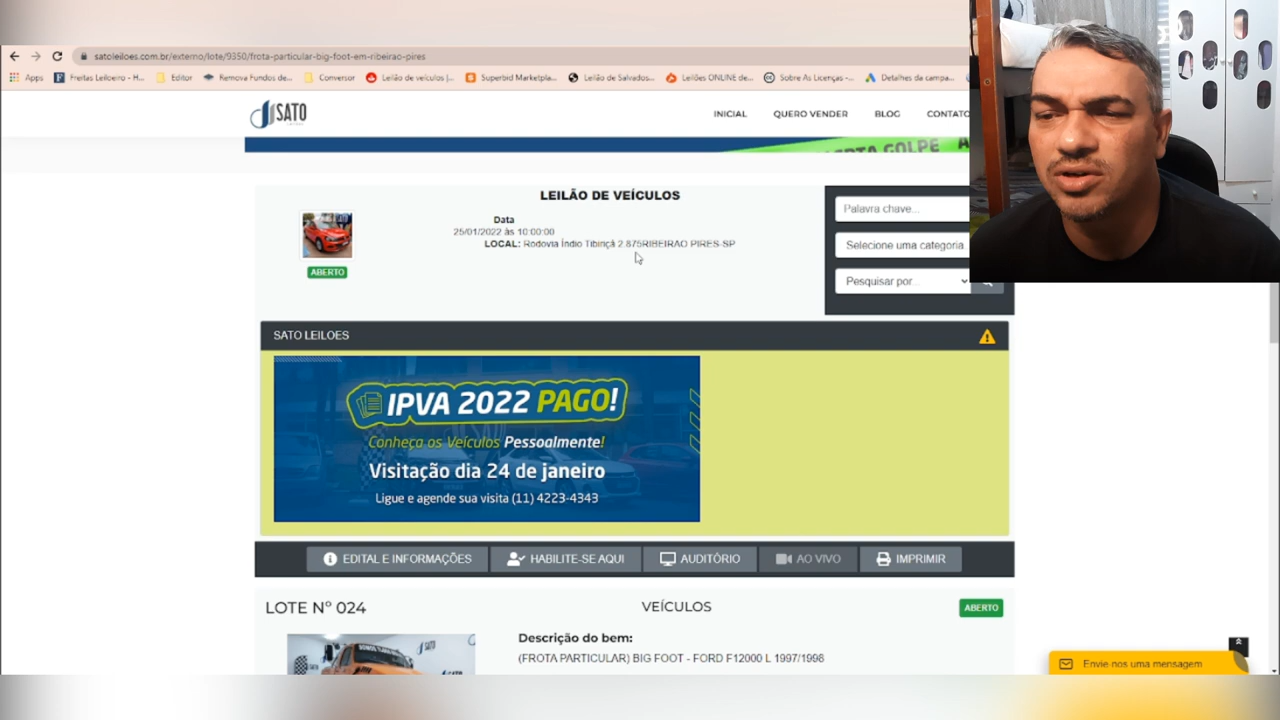 satoleiloes.com.br/externo/lote/9350/frota-particular-big-foot-em-ribeirao-pires
Apps Freitas Leiloeiro - H... Editor Remova Fundos de... Conversor Leilão de veículos |... Superbid Marketpla... Leilão de Salvados... Leilões ONLINE de... Sobre As Licenças -... Detalhes da campa...
SATO
INICIAL QUERO VENDER BLOG CONTATO
GOLPE
LEILÃO DE VEÍCULOS
Data
25/01/2022 às 10:00:00
LOCAL: Rodovia Índio Tibiriçá 2.875RIBEIRAO PIRES-SP
ABERTO
Palavra chave...
Selecione uma categoria
Pesquisar por...
SATO LEILOES
IPVA 2022 PAGO!
Conheça os Veículos Pessoalmente!
Visitação dia 24 de janeiro
Ligue e agende sua visita (11) 4223-4343
EDITAL E INFORMAÇÕES HABILITE-SE AQUI AUDITÓRIO AO VIVO IMPRIMIR
LOTE Nº 024 VEÍCULOS ABERTO
Descrição do bem:
(FROTA PARTICULAR) BIG FOOT - FORD F12000 L 1997/1998
SATO
Envie-nos uma mensagem